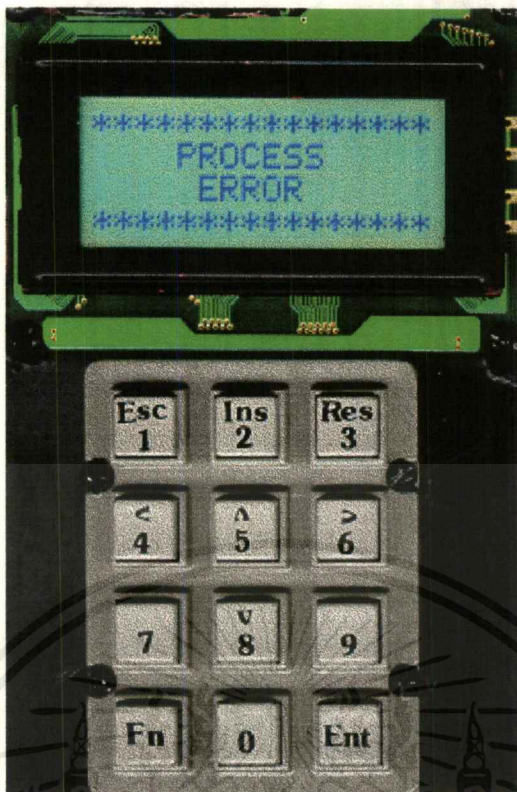 ****************
PROCESS
ERROR
****************
Esc Ins Res
1 2 3
< ʌ >
4 5 6
v
7 8 9
Fn 0 Ent